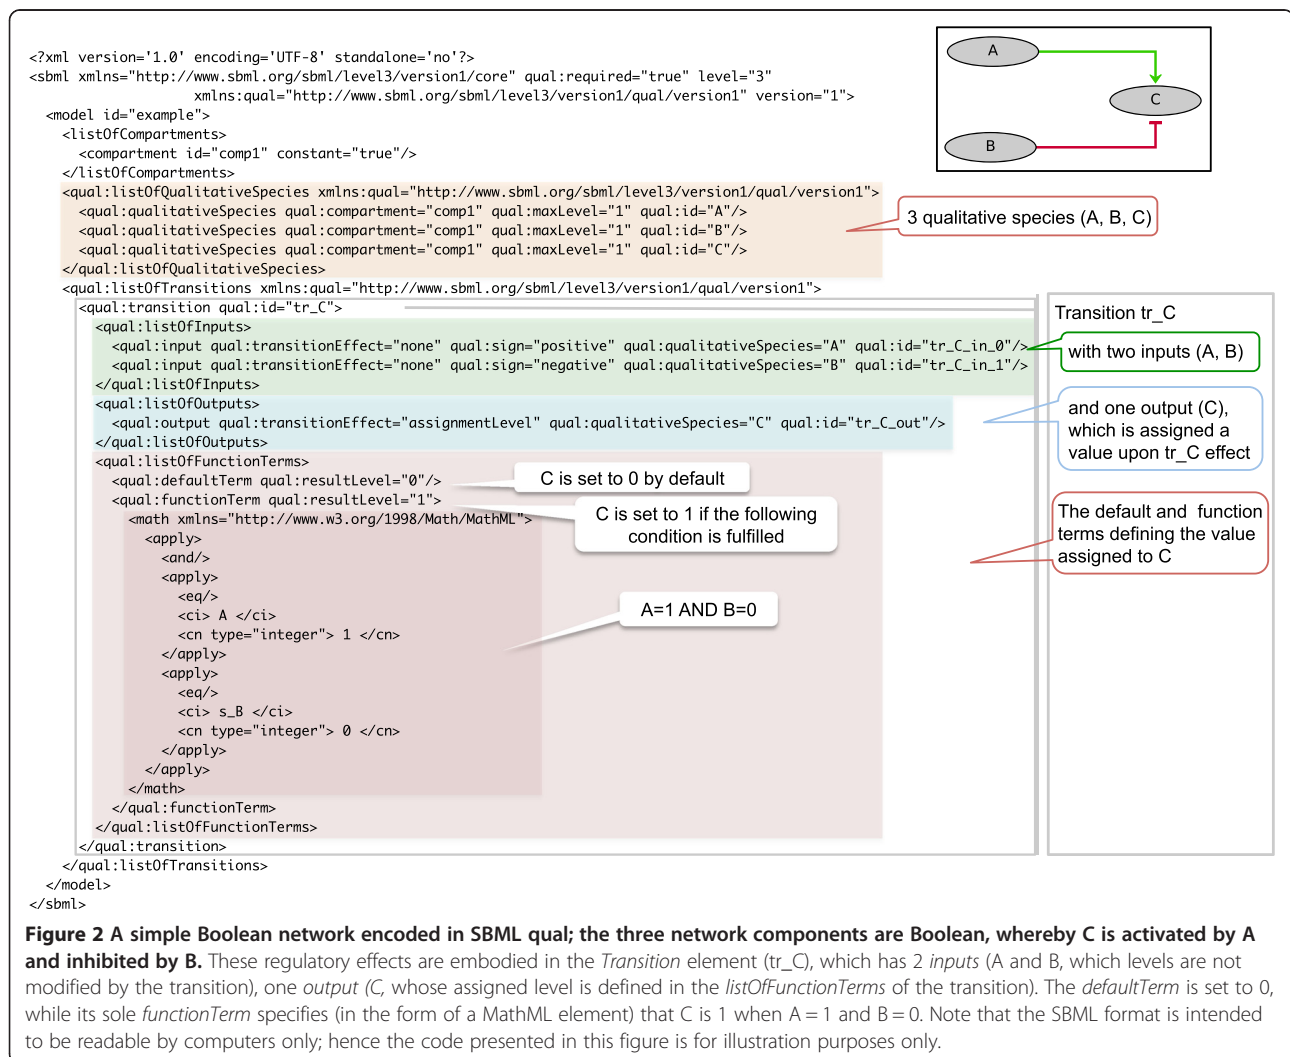 <?xml version='1.0' encoding='UTF-8' standalone='no'?>
<sbml xmlns="http://www.sbml.org/sbml/level3/version1/core" qual:required="true" level="3"
xmlns:qual="http://www.sbml.org/sbml/level3/version1/qual/version1" version="1">
<model id="example">
<listOfCompartments>
<compartment id="comp1" constant="true"/>
</listOfCompartments>
<qual:listOfQualitativeSpecies xmlns:qual="http://www.sbml.org/sbml/level3/version1/qual/version1">
<qual:qualitativeSpecies qual:compartment="comp1" qual:maxLevel="1" qual:id="A"/>
<qual:qualitativeSpecies qual:compartment="comp1" qual:maxLevel="1" qual:id="B"/>
<qual:qualitativeSpecies qual:compartment="comp1" qual:maxLevel="1" qual:id="C"/>
</qual:listOfQualitativeSpecies>
<qual:listOfTransitions xmlns:qual="http://www.sbml.org/sbml/level3/version1/qual/version1">
<qual:transition qual:id="tr_C">
<qual:listOfInputs>
<qual:input qual:transitionEffect="none" qual:sign="positive" qual:qualitativeSpecies="A" qual:id="tr_C_in_0"/>
<qual:input qual:transitionEffect="none" qual:sign="negative" qual:qualitativeSpecies="B" qual:id="tr_C_in_1"/>
</qual:listOfInputs>
<qual:listOfOutputs>
<qual:output qual:transitionEffect="assignmentLevel" qual:qualitativeSpecies="C" qual:id="tr_C_out"/>
</qual:listOfOutputs>
<qual:listOfFunctionTerms>
<qual:defaultTerm qual:resultLevel="0"/>
<qual:functionTerm qual:resultLevel="1">
<math xmlns="http://www.w3.org/1998/Math/MathML">
<apply>
<and/>
<apply>
<eq/>
<ci> A </ci>
<cn type="integer"> 1 </cn>
</apply>
<apply>
<eq/>
<ci> s_B </ci>
<cn type="integer"> 0 </cn>
</apply>
</apply>
</math>
</qual:functionTerm>
</qual:listOfFunctionTerms>
</qual:transition>
</qual:listOfTransitions>
</model>
</sbml>
A
C
B
3 qualitative species (A, B, C)
Transition tr_C
with two inputs (A, B)
and one output (C),
which is assigned a
value upon tr_C effect
C is set to 0 by default
C is set to 1 if the following
condition is fulfilled
The default and function
terms defining the value
assigned to C
A=1 AND B=0
Figure 2 A simple Boolean network encoded in SBML qual; the three network components are Boolean, whereby C is activated by A
and inhibited by B. These regulatory effects are embodied in the Transition element (tr_C), which has 2 inputs (A and B, which levels are not
modified by the transition), one output (C, whose assigned level is defined in the listOfFunctionTerms of the transition). The defaultTerm is set to 0,
while its sole functionTerm specifies (in the form of a MathML element) that C is 1 when A = 1 and B = 0. Note that the SBML format is intended
to be readable by computers only; hence the code presented in this figure is for illustration purposes only.